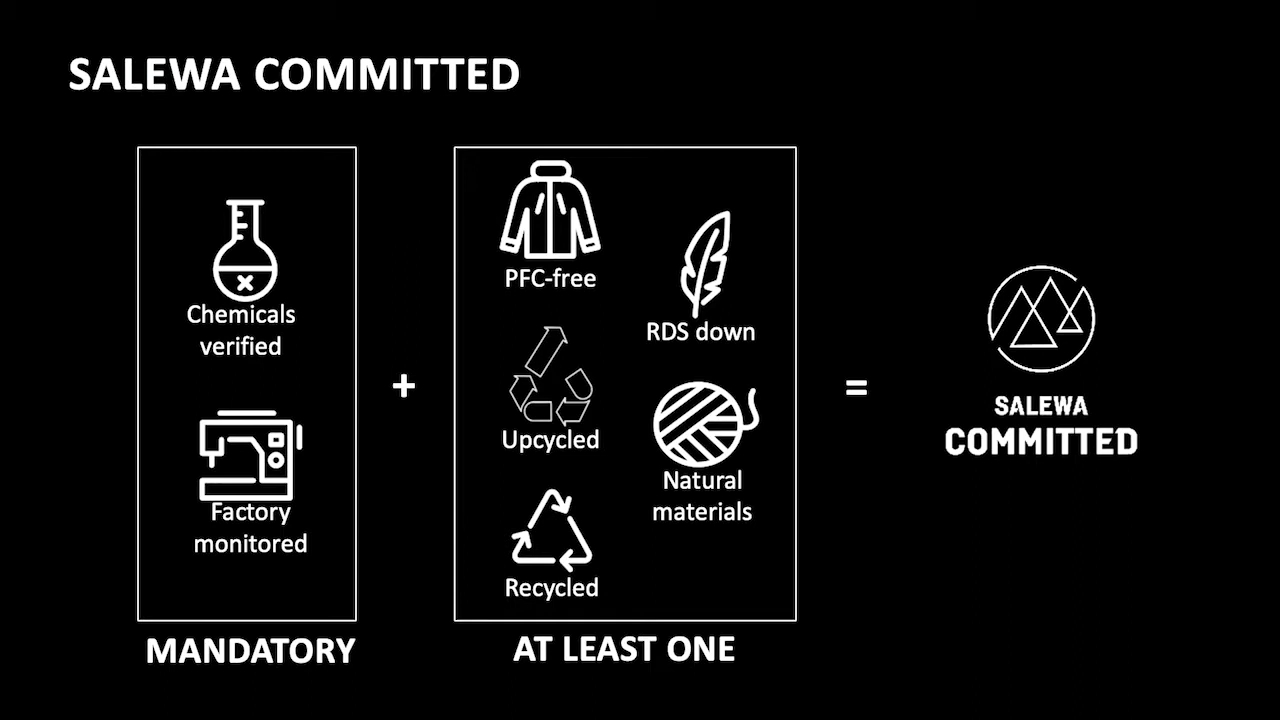 SALEWA COMMITTED
Chemicals
verified
Factory
monitored
MANDATORY
+
PFC-free
RDS down
Upcycled
Natural
materials
Recycled
AT LEAST ONE
=
SALEWA
COMMITTED